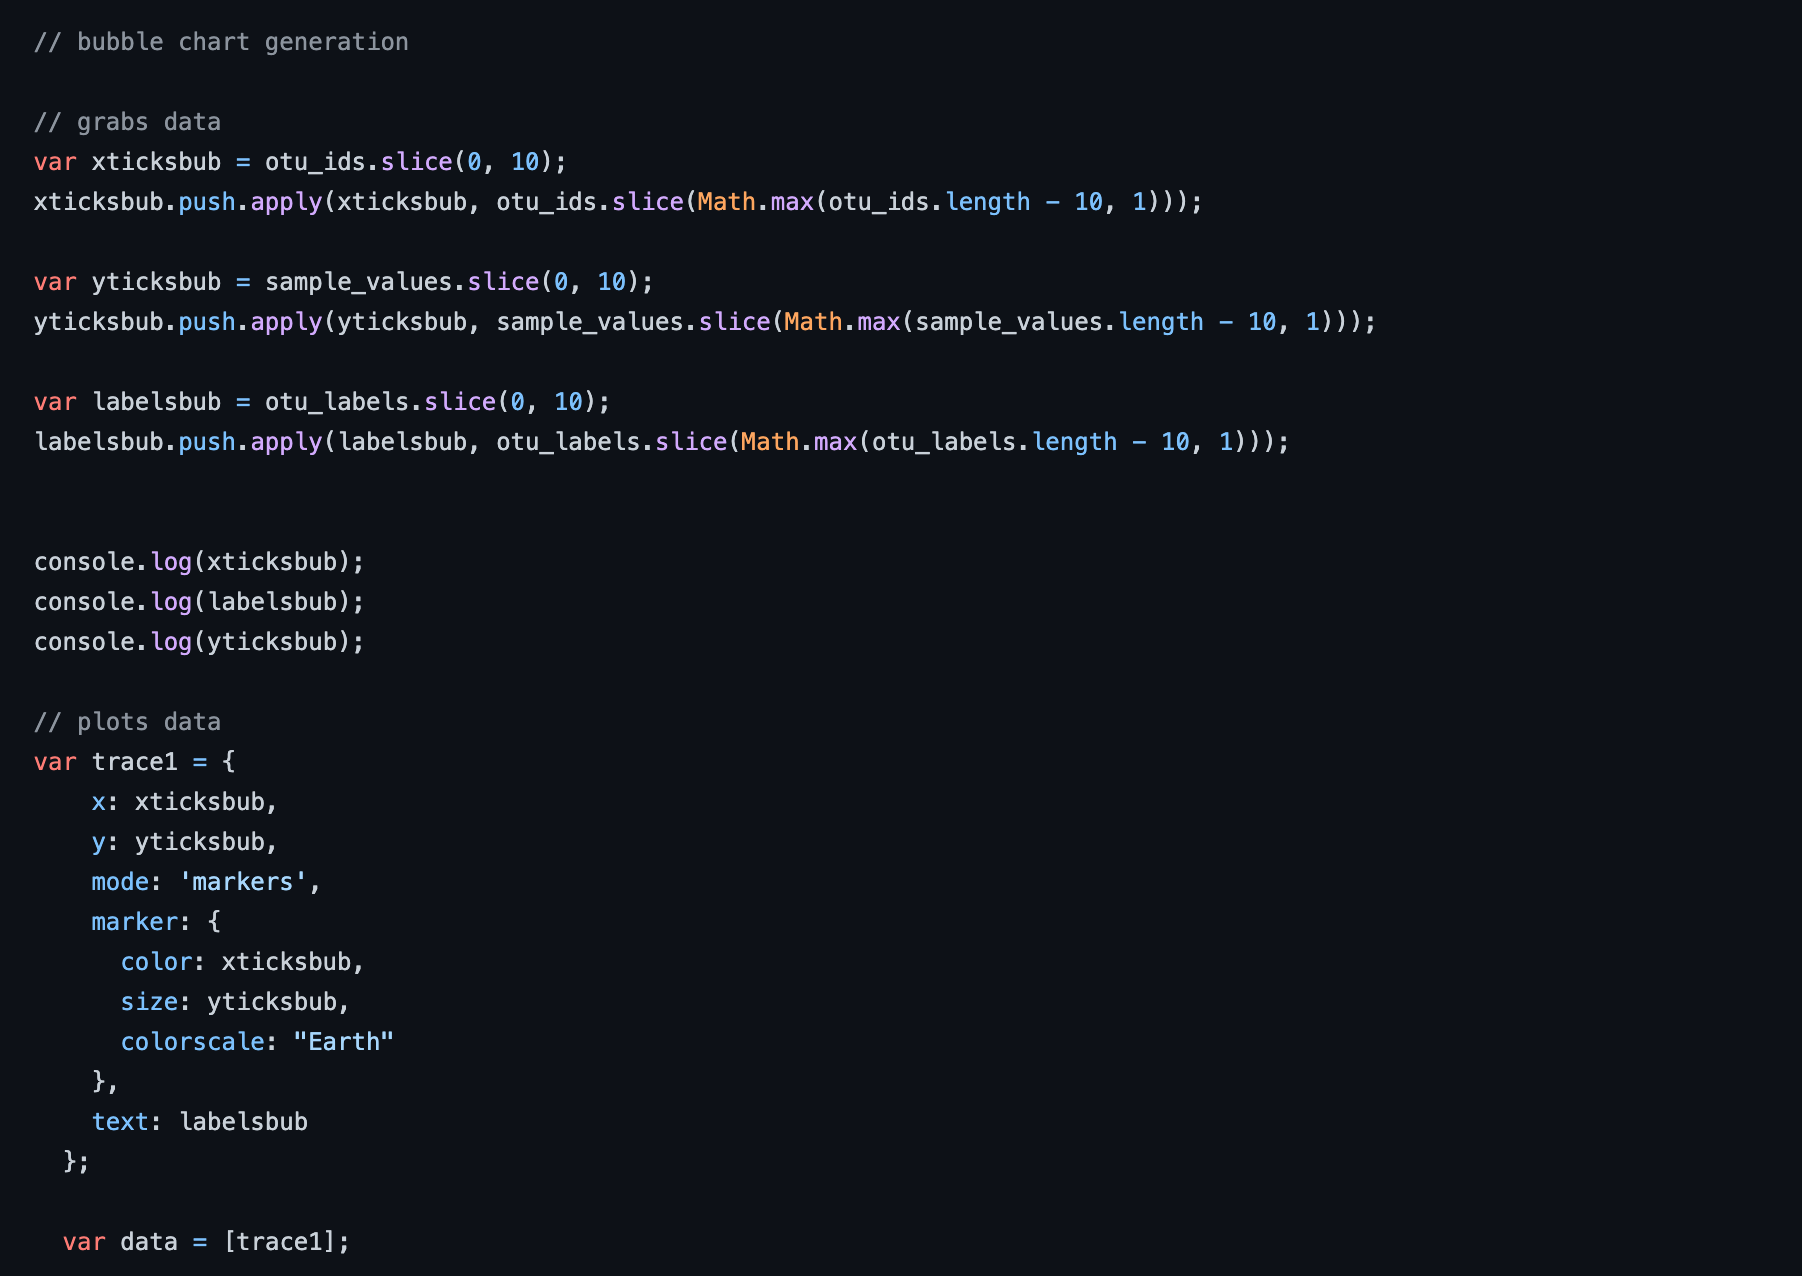 // bubble chart generation
// grabs data
var xticksbub = otu_ids.slice(0, 10);
xticksbub.push.apply(xticksbub, otu_ids.slice(Math.max(otu_ids.length - 10, 1)));
var yticksbub = sample_values.slice(0, 10);
yticksbub.push.apply(yticksbub, sample_values.slice(Math.max(sample_values.length - 10, 1)));
var labelsbub = otu_labels.slice(0, 10);
labelsbub.push.apply(labelsbub, otu_labels.slice(Math.max(otu_labels.length - 10, 1)));
console.log(xticksbub);
console.log(labelsbub);
console.log(yticksbub);
// plots data
var trace1 = {
    x: xticksbub,
    y: yticksbub,
    mode: 'markers',
    marker: {
      color: xticksbub,
      size: yticksbub,
      colorscale: "Earth"
    },
    text: labelsbub
  };
  var data = [trace1];